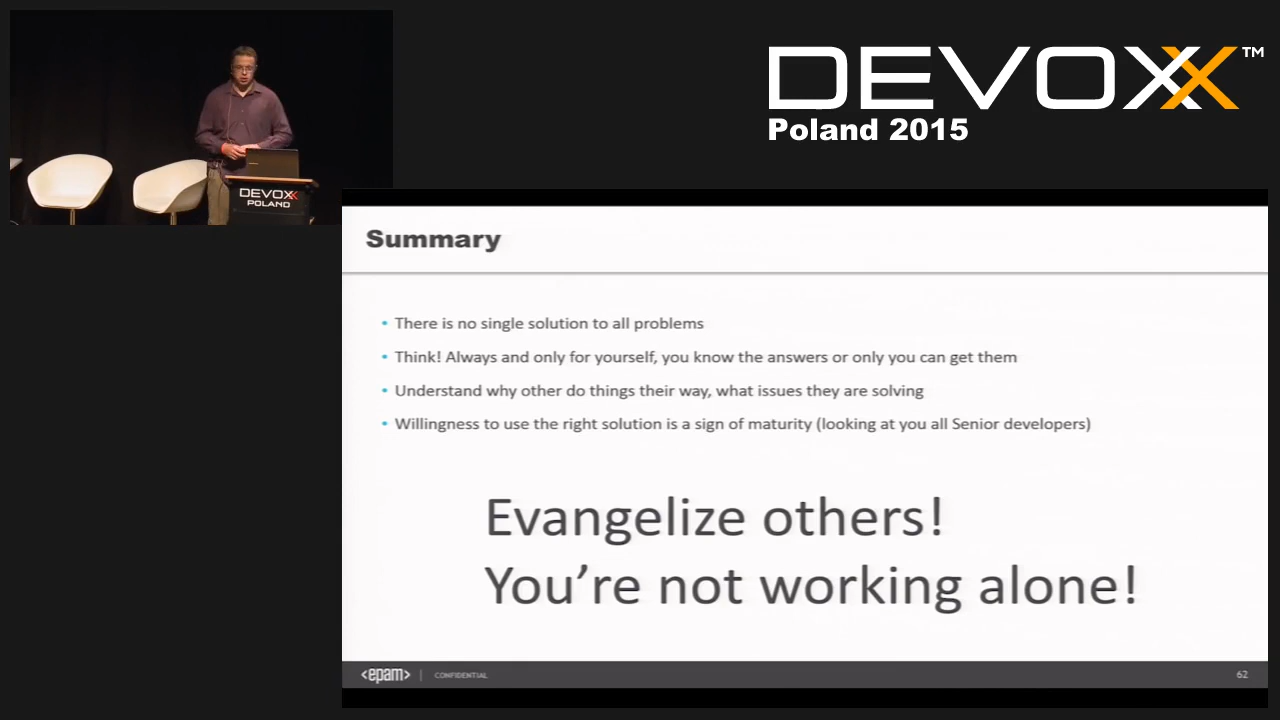 DEVOXX™
Poland 2015
DEVOXX
POLAND
Summary
• There is no single solution to all problems
• Think! Always and only for yourself, you know the answers or only you can get them
• Understand why other do things their way, what issues they are solving
• Willingness to use the right solution is a sign of maturity (looking at you all Senior developers)
Evangelize others!
You’re not working alone!
<epam> | CONFIDENTIAL 62